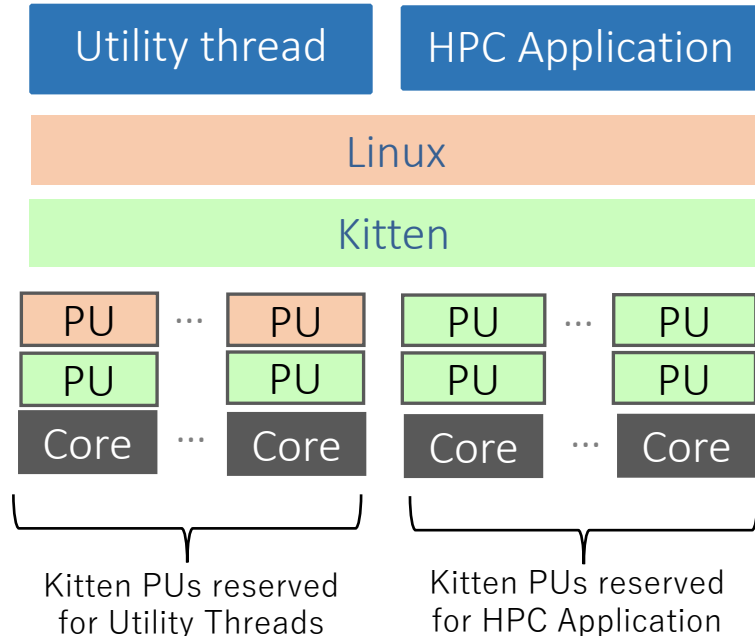 Utility thread
HPC Application
Linux
Kitten
PU ... PU
PU ... PU
PU PU
PU PU
Core ... Core
Core ... Core
Kitten PUs reserved
for Utility Threads
Kitten PUs reserved
for HPC Application